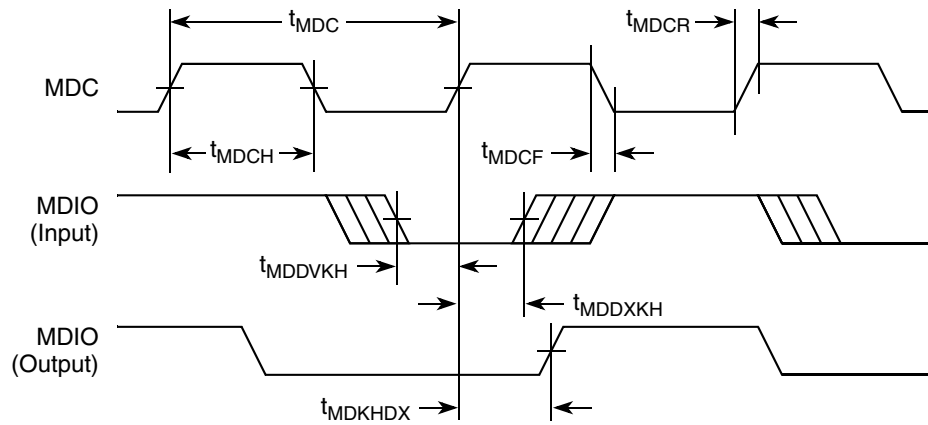 tMDC
tMDCR
MDC
tMDCH
tMDCF
MDIO
(Input)
tMDDVKH
tMDDXKH
MDIO
(Output)
tMDKHDX